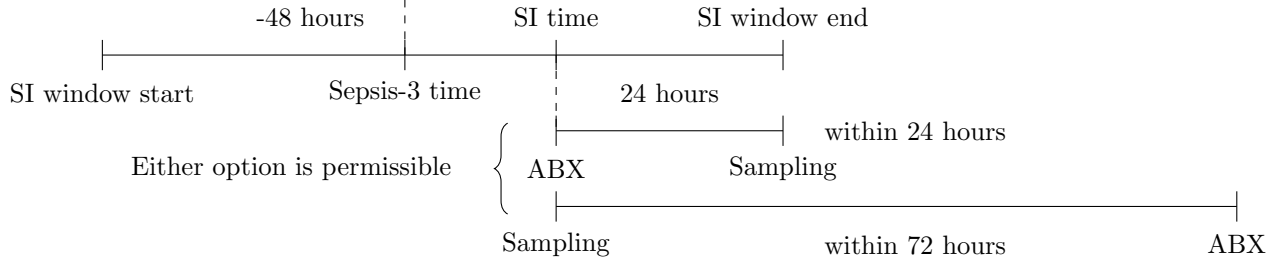 -48 hours SI time SI window end
SI window start Sepsis-3 time 24 hours
within 24 hours
Either option is permissible ABX Sampling
Sampling within 72 hours ABX